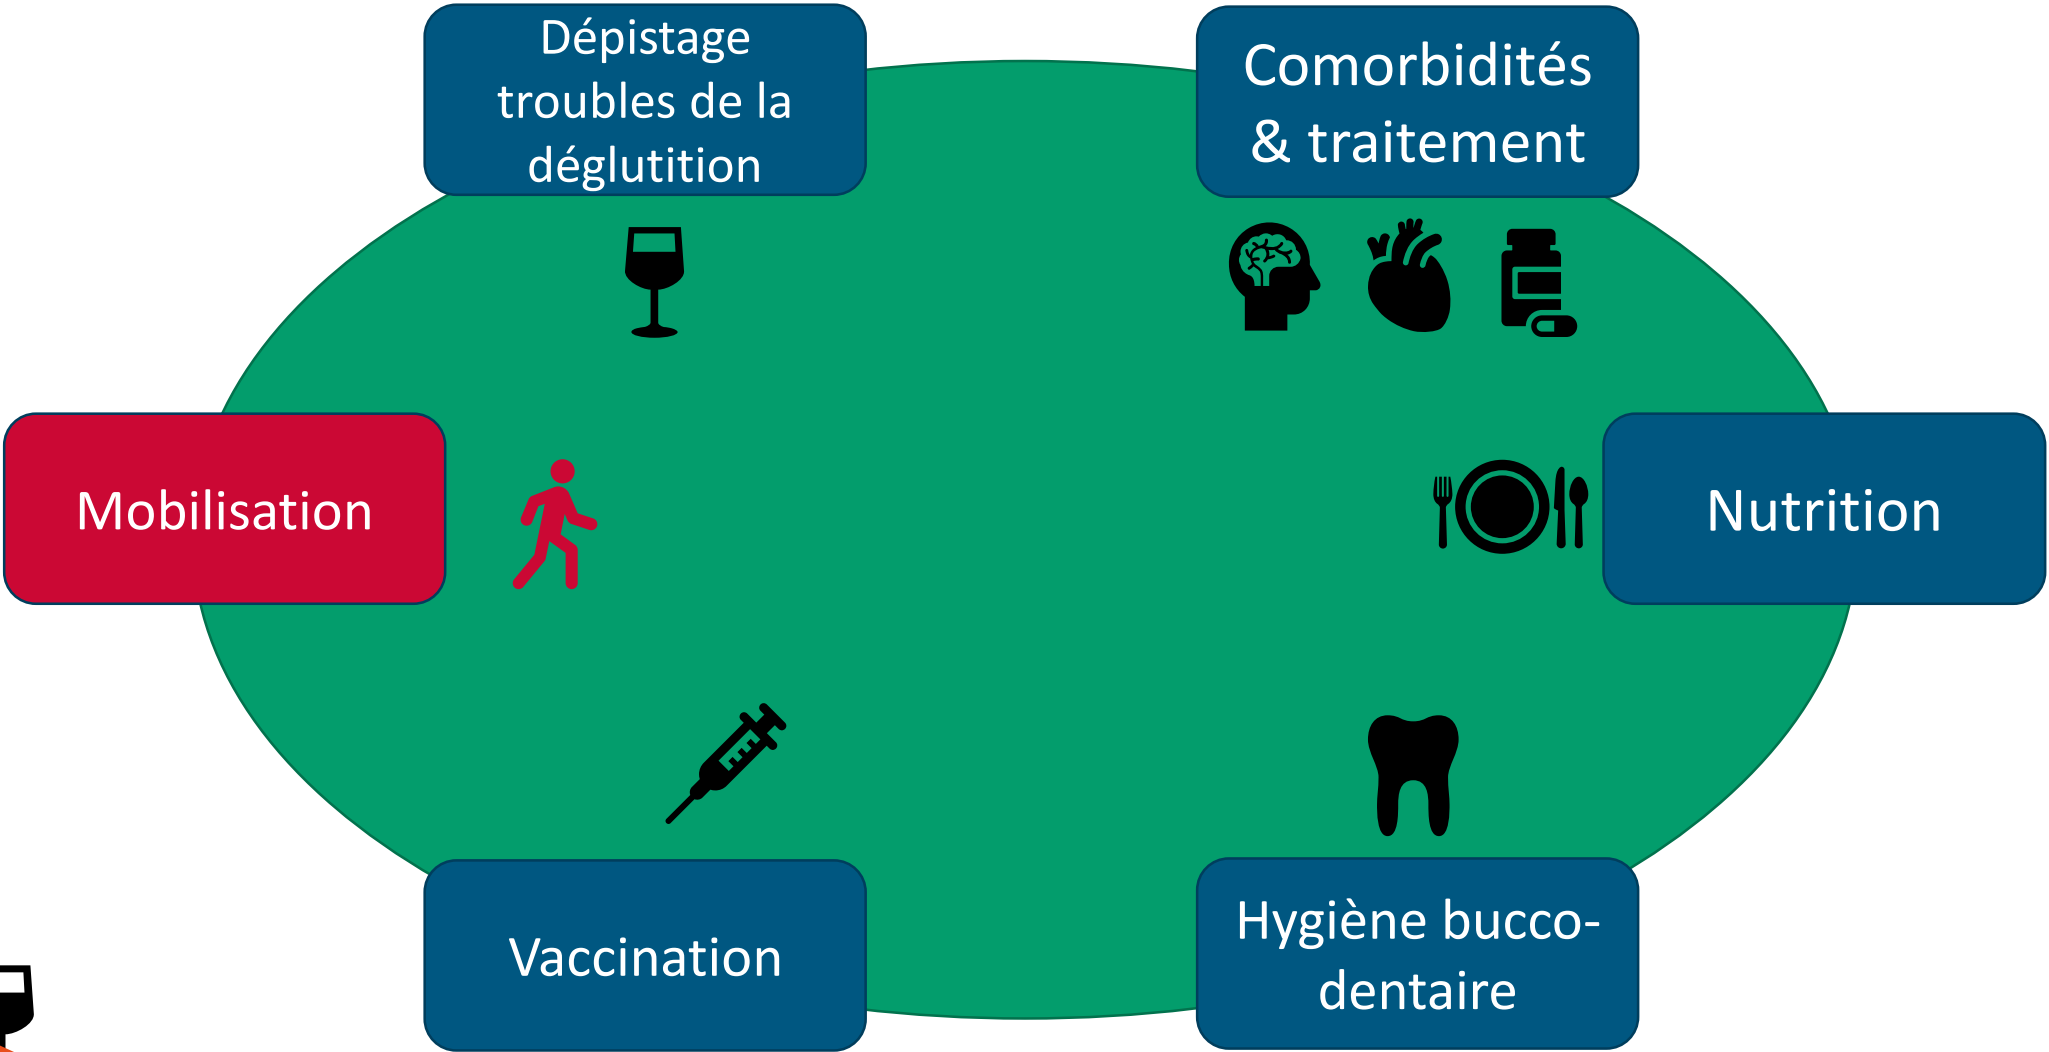 Dépistage
troubles de la
déglutition
Comorbidités
& traitement
Mobilisation
Nutrition
Vaccination
Hygiène bucco-
dentaire